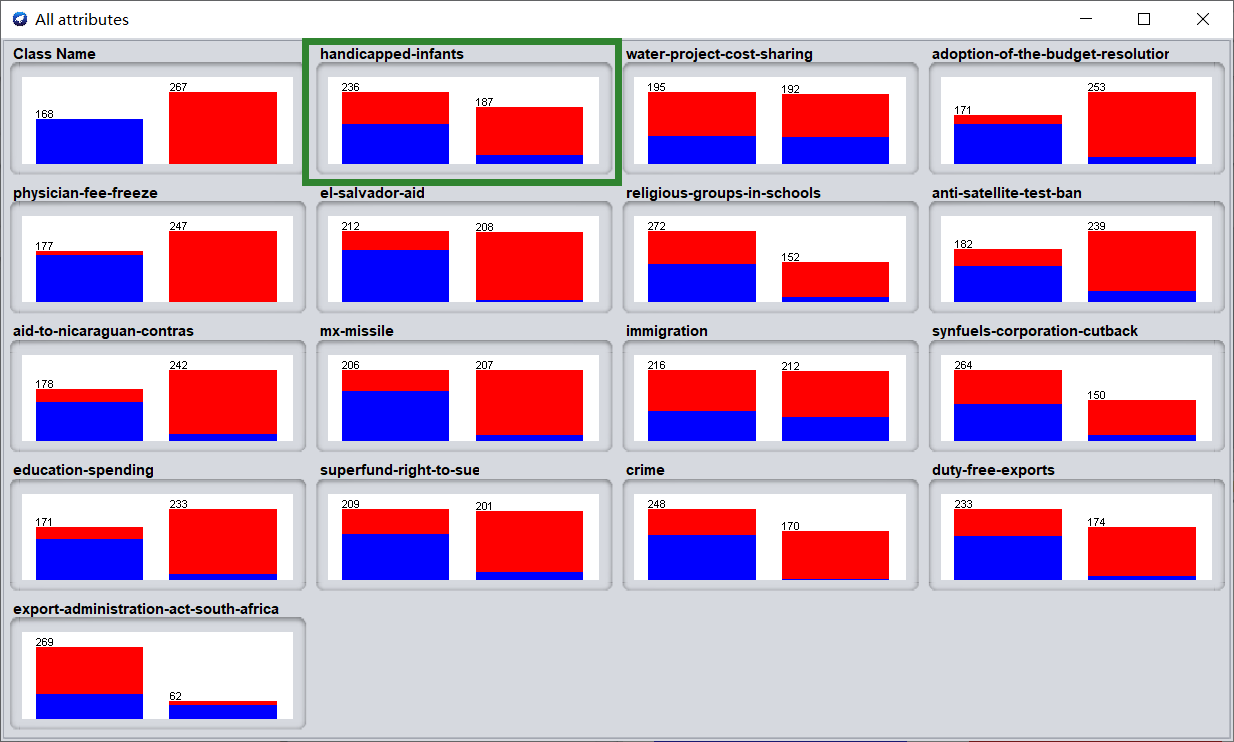 All attributes
Class Name
handicapped-infants
water-project-cost-sharing
adoption-of-the-budget-resolution
168
267
236
187
195
192
171
253
physician-fee-freeze
el-salvador-aid
religious-groups-in-schools
anti-satellite-test-ban
177
247
212
208
272
152
182
239
aid-to-nicaraguan-contras
mx-missile
immigration
synfuels-corporation-cutback
178
242
206
207
216
212
264
150
education-spending
superfund-right-to-sue
crime
duty-free-exports
171
233
209
201
248
170
233
174
export-administration-act-south-africa
269
62